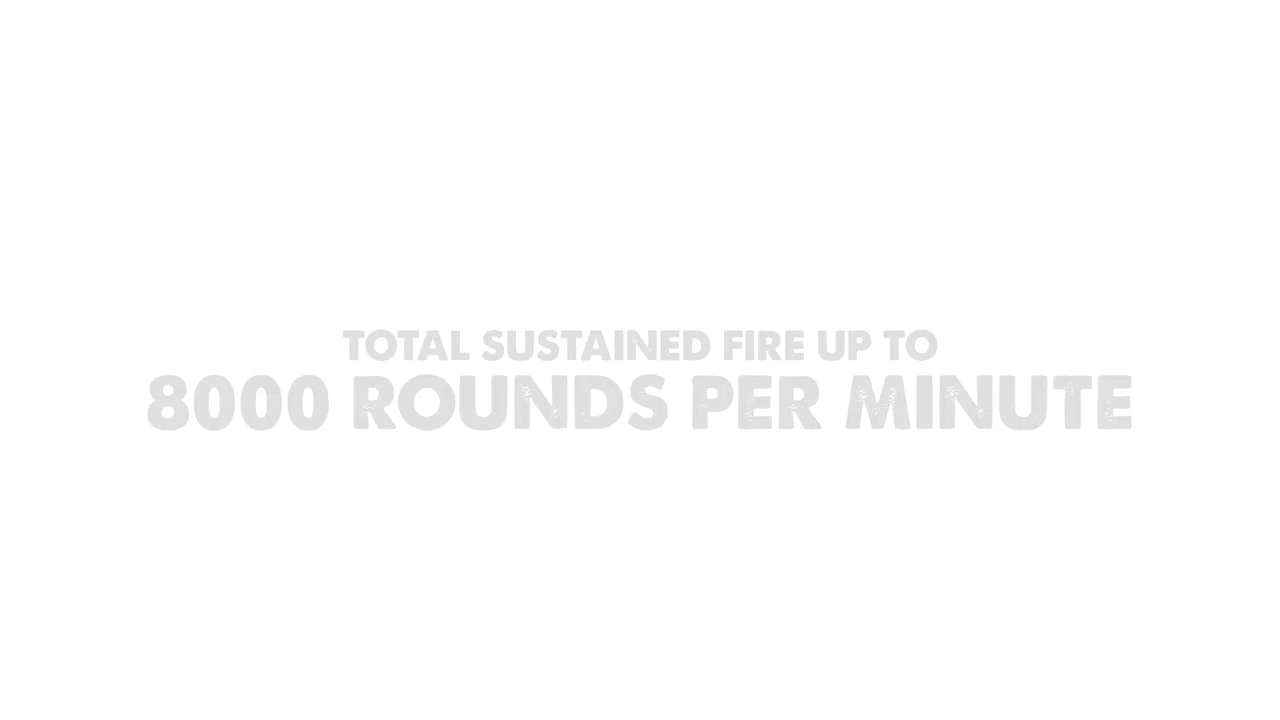 TOTAL SUSTAINED FIRE UP TO
8000 ROUNDS PER MINUTE